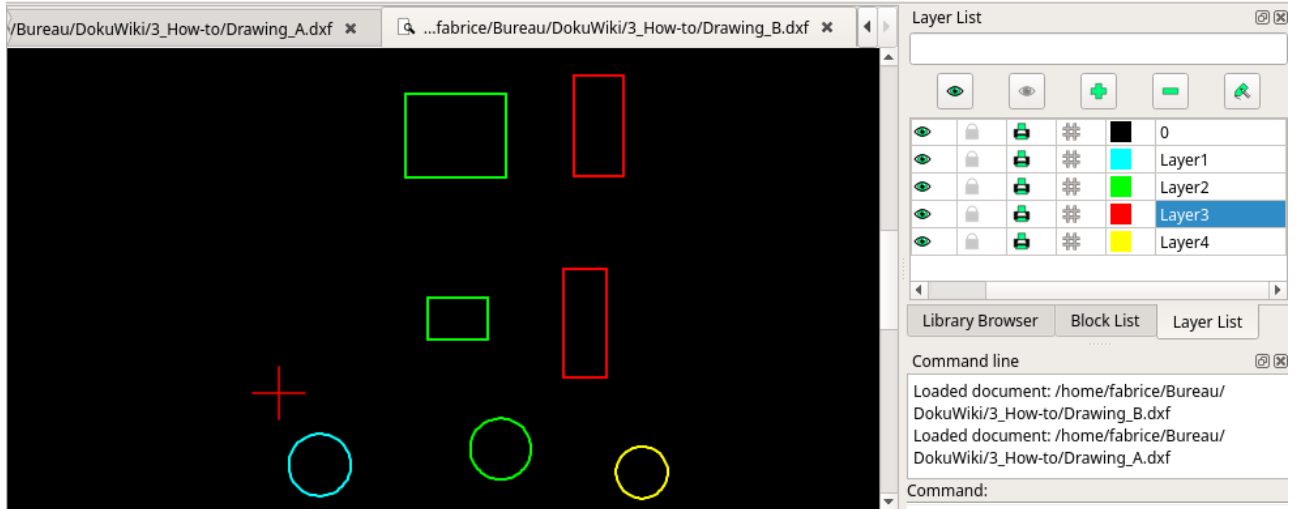 /Bureau/DokuWiki/3_How-to/Drawing_A.dxf
...fabrice/Bureau/DokuWiki/3_How-to/Drawing_B.dxf
Layer List
0
Layer1
Layer2
Layer3
Layer4
Library Browser
Block List
Layer List
Command line
Loaded document: /home/fabrice/Bureau/
DokuWiki/3_How-to/Drawing_B.dxf
Loaded document: /home/fabrice/Bureau/
DokuWiki/3_How-to/Drawing_A.dxf
Command: